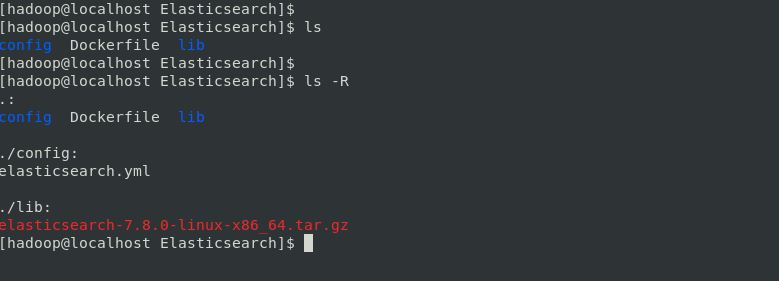 [hadoop@localhost Elasticsearch]$
[hadoop@localhost Elasticsearch]$ ls
config  Dockerfile  lib
[hadoop@localhost Elasticsearch]$
[hadoop@localhost Elasticsearch]$ ls -R
.:
config  Dockerfile  lib
./config:
elasticsearch.yml
./lib:
elasticsearch-7.8.0-linux-x86_64.tar.gz
[hadoop@localhost Elasticsearch]$